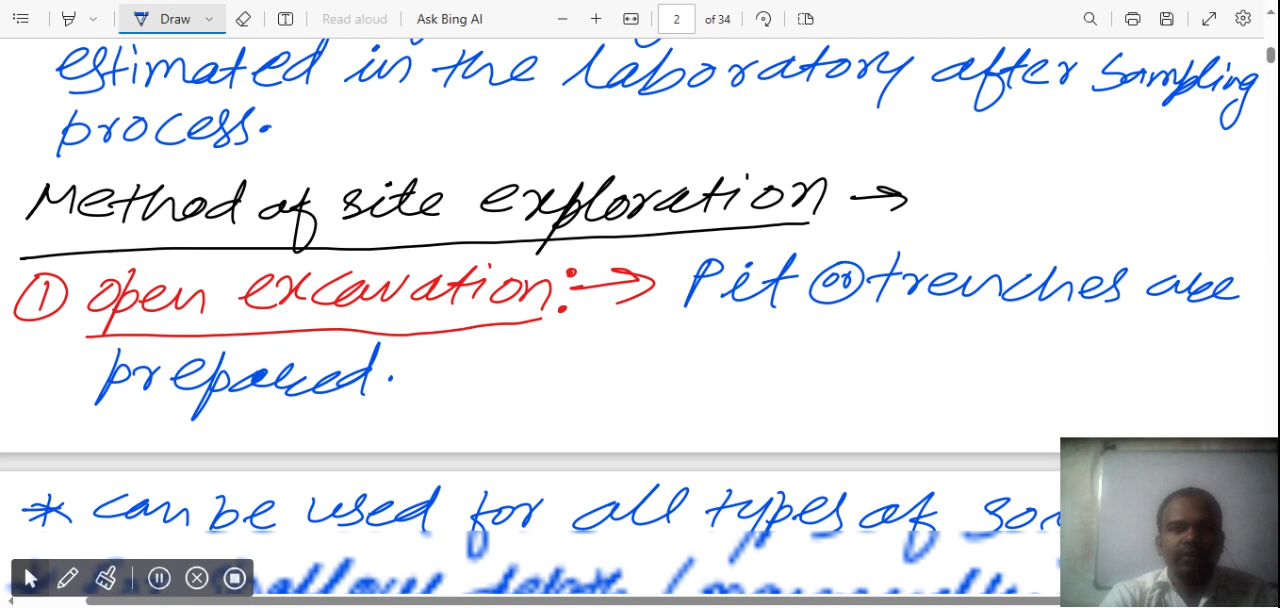 Draw
Read aloud
Ask Bing AI
2
of 34
estimated in the laboratory after sampling
process.
Method of site exploration →
① open excavation :→ Pit or trenches are
prepared.
* can be used for all types of